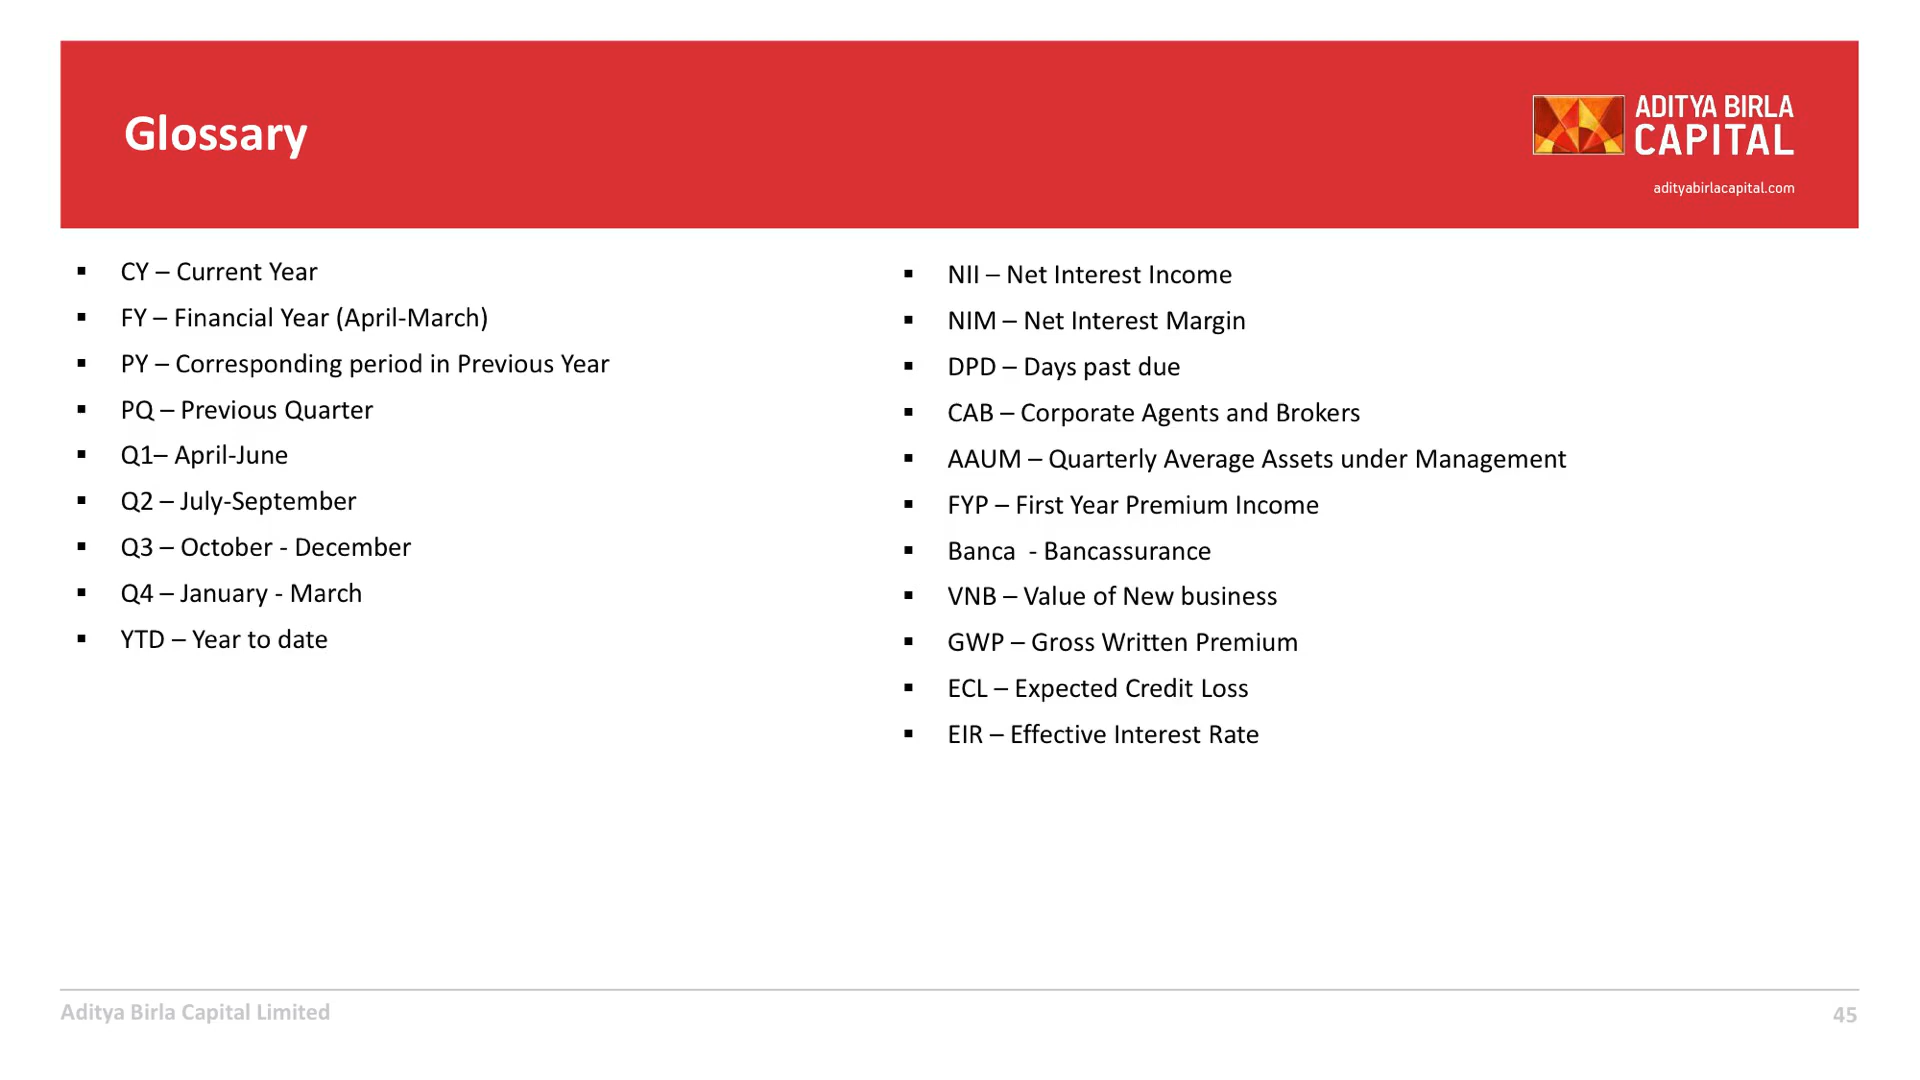 Glossary
ADITYA BIRLA
CAPITAL
adityabirlacapital.com
▪ CY – Current Year
▪ FY – Financial Year (April-March)
▪ PY – Corresponding period in Previous Year
▪ PQ – Previous Quarter
▪ Q1– April-June
▪ Q2 – July-September
▪ Q3 – October - December
▪ Q4 – January - March
▪ YTD – Year to date
▪ NII – Net Interest Income
▪ NIM – Net Interest Margin
▪ DPD – Days past due
▪ CAB – Corporate Agents and Brokers
▪ AAUM – Quarterly Average Assets under Management
▪ FYP – First Year Premium Income
▪ Banca  - Bancassurance
▪ VNB – Value of New business
▪ GWP – Gross Written Premium
▪ ECL – Expected Credit Loss
▪ EIR – Effective Interest Rate
Aditya Birla Capital Limited
45